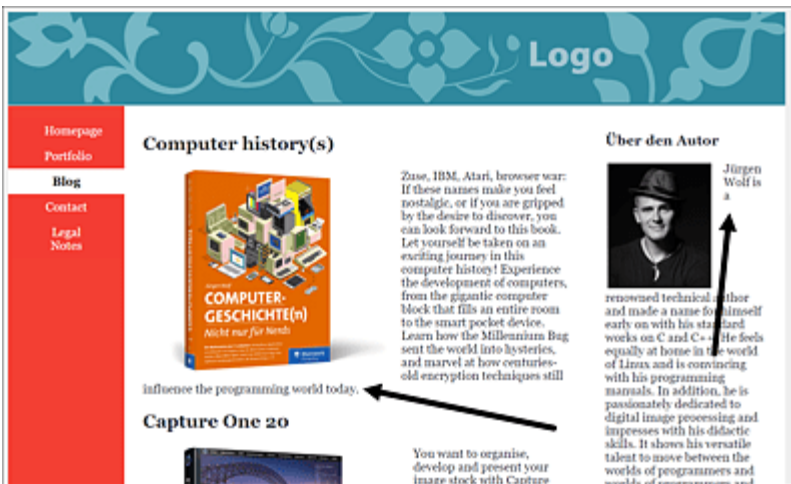 Logo
Homepage
Portfolio
Blog
Contact
Legal
Notes
Computer history(s)
COMPUTER-
GESCHICHTE(n)
Nicht nur für Nerds
Zuse, IBM, Atari, browser war:
If these names make you feel
nostalgic, or if you are gripped
by the desire to discover, you
can look forward to this book.
Let yourself be taken on an
exciting journey in this
computer history! Experience
the development of computers,
from the gigantic computer
block that fills an entire room
to the smart pocket device.
Learn how the Millennium Bug
sent the world into hysterics,
and marvel at how centuries-
old encryption techniques still
influence the programming world today.
Capture One 20
You want to organise,
develop and present your
image stock with Capture
Über den Autor
Jürgen
Wolf is
a
renowned technical author
and made a name for himself
early on with his standard
works on C and C++. He feels
equally at home in the world
of Linux and is convincing
with his programming
manuals. In addition, he is
passionately dedicated to
digital image processing and
impresses with his didactic
skills. It shows his versatile
talent to move between the
worlds of programmers and